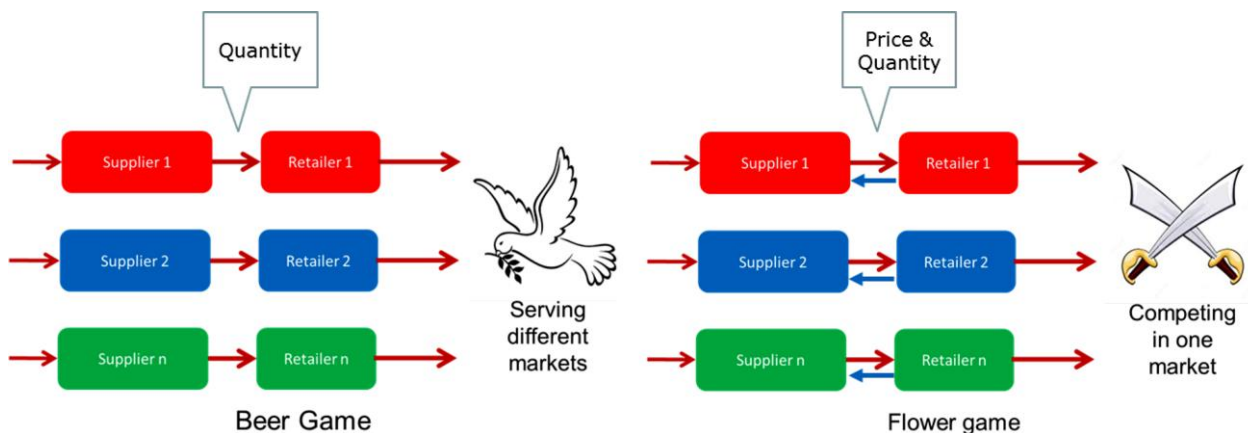 Quantity
Supplier 1
Retailer 1
Supplier 2
Retailer 2
Supplier n
Retailer n
Serving
different
markets
Beer Game
Price &
Quantity
Supplier 1
Retailer 1
Supplier 2
Retailer 2
Supplier n
Retailer n
Competing
in one
market
Flower game